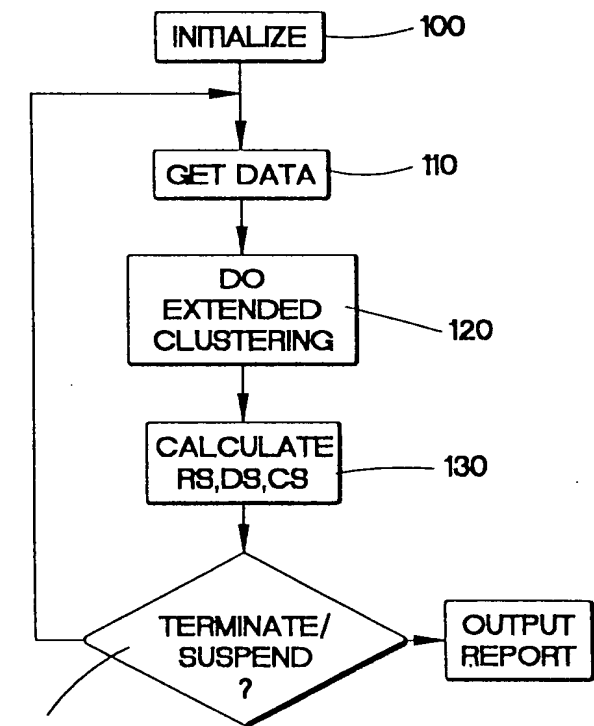 INITIALIZE
100
GET DATA
110
DO
EXTENDED
CLUSTERING
120
CALCULATE
RS,DS,CS
130
TERMINATE/
SUSPEND
?
OUTPUT
REPORT